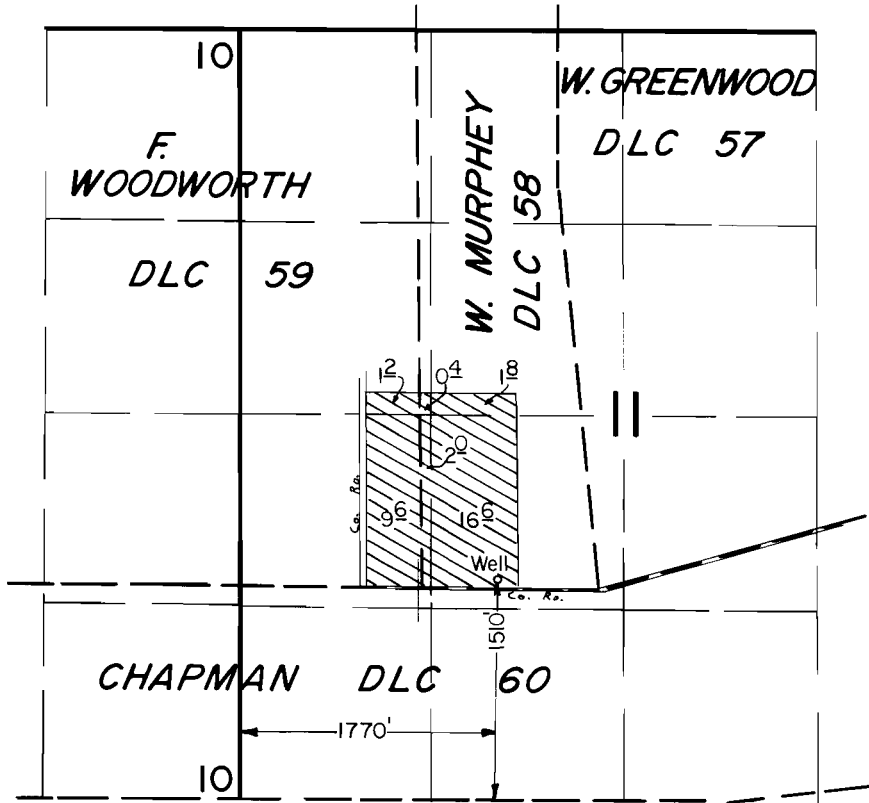 10
W. GREENWOOD
DLC 57
F.
WOODWORTH
DLC 59
W. MURPHEY
DLC 58
1 2
0 4
1 8
11
2 0
Co. Rd.
9 6
16 6
Well
Co. Rd.
1510'
CHAPMAN DLC 60
1770'
10